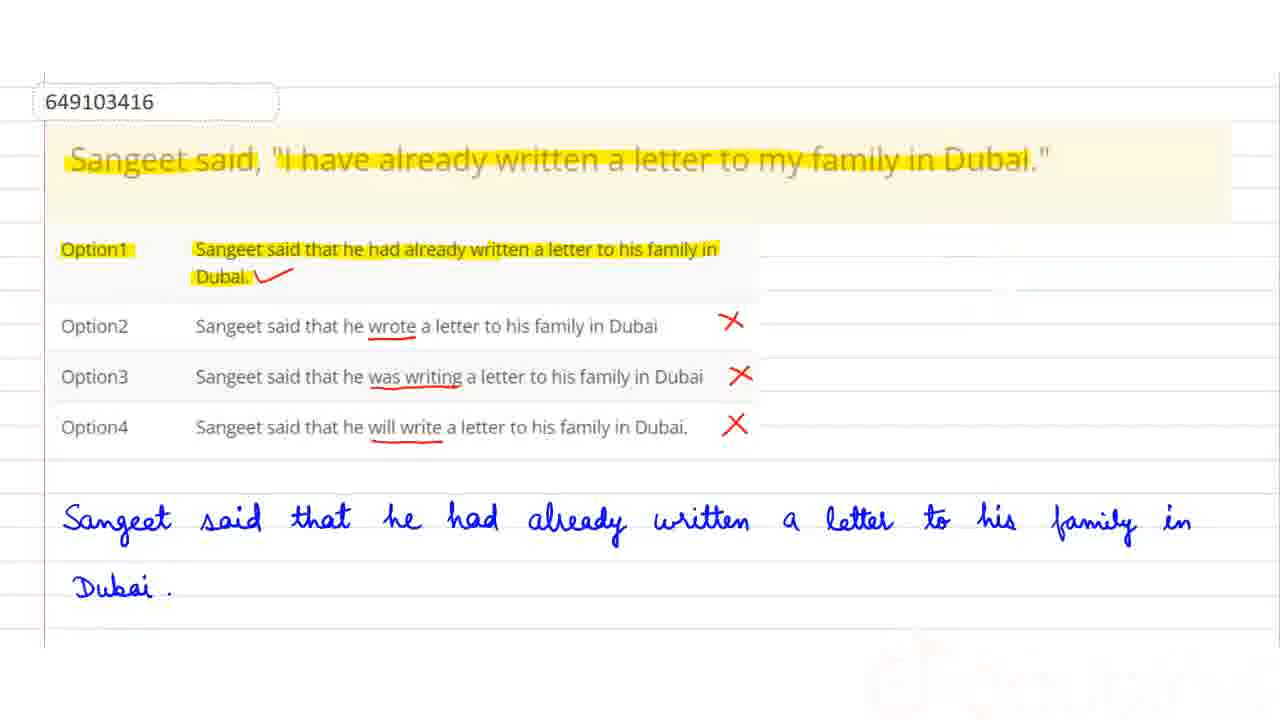 649103416
Sangeet said, "I have already written a letter to my family in Dubai."
Option1 Sangeet said that he had already written a letter to his family in
Dubai.
Option2 Sangeet said that he wrote a letter to his family in Dubai
Option3 Sangeet said that he was writing a letter to his family in Dubai
Option4 Sangeet said that he will write a letter to his family in Dubai.
Sangeet said that he had already written a letter to his family in
Dubai.